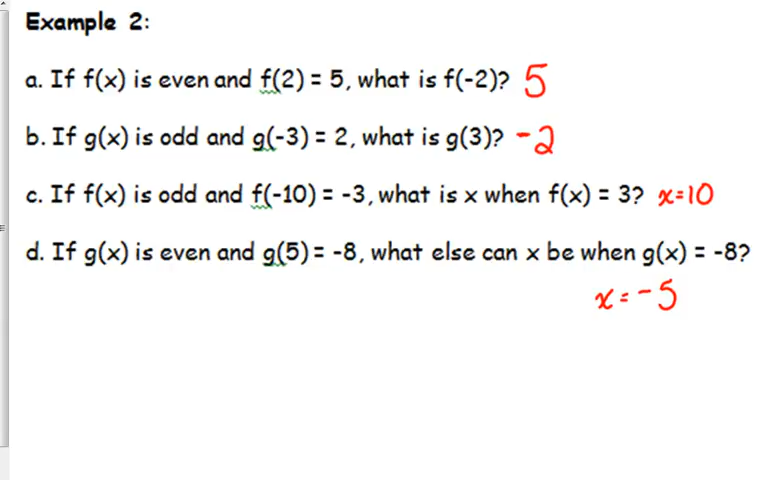 Example 2:
a. If f(x) is even and f(2) = 5, what is f(-2)? 5
b. If g(x) is odd and g(-3) = 2, what is g(3)? -2
c. If f(x) is odd and f(-10) = -3, what is x when f(x) = 3? x=10
d. If g(x) is even and g(5) = -8, what else can x be when g(x) = -8?
x = -5